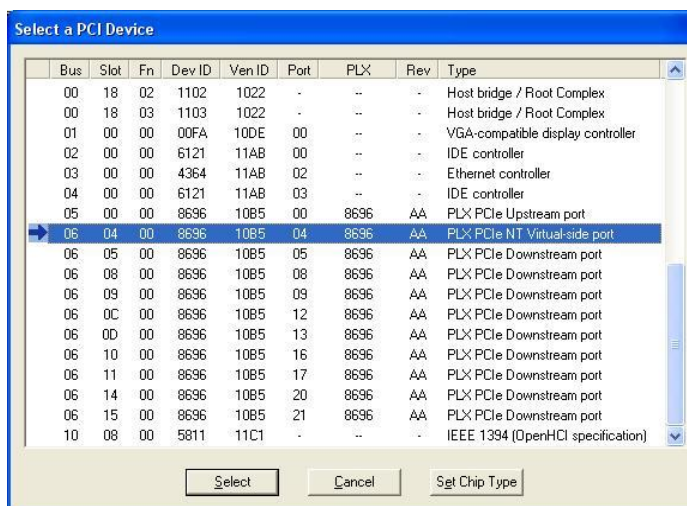 Select a PCI Device
Bus Slot Fn Dev ID Ven ID Port PLX Rev Type
00 18 02 1102 1022 - -- - Host bridge / Root Complex
00 18 03 1103 1022 - -- - Host bridge / Root Complex
01 00 00 00FA 10DE 00 -- - VGA-compatible display controller
02 00 00 6121 11AB 00 -- - IDE controller
03 00 00 4364 11AB 02 -- - Ethernet controller
04 00 00 6121 11AB 03 -- - IDE controller
05 00 00 8696 10B5 00 8696 AA PLX PCIe Upstream port
06 04 00 8696 10B5 04 8696 AA PLX PCIe NT Virtual-side port
06 05 00 8696 10B5 05 8696 AA PLX PCIe Downstream port
06 08 00 8696 10B5 08 8696 AA PLX PCIe Downstream port
06 09 00 8696 10B5 09 8696 AA PLX PCIe Downstream port
06 0C 00 8696 10B5 12 8696 AA PLX PCIe Downstream port
06 0D 00 8696 10B5 13 8696 AA PLX PCIe Downstream port
06 10 00 8696 10B5 16 8696 AA PLX PCIe Downstream port
06 11 00 8696 10B5 17 8696 AA PLX PCIe Downstream port
06 14 00 8696 10B5 20 8696 AA PLX PCIe Downstream port
06 15 00 8696 10B5 21 8696 AA PLX PCIe Downstream port
10 08 00 5811 11C1 - -- - IEEE 1394 (OpenHCI specification)
Select Cancel Set Chip Type